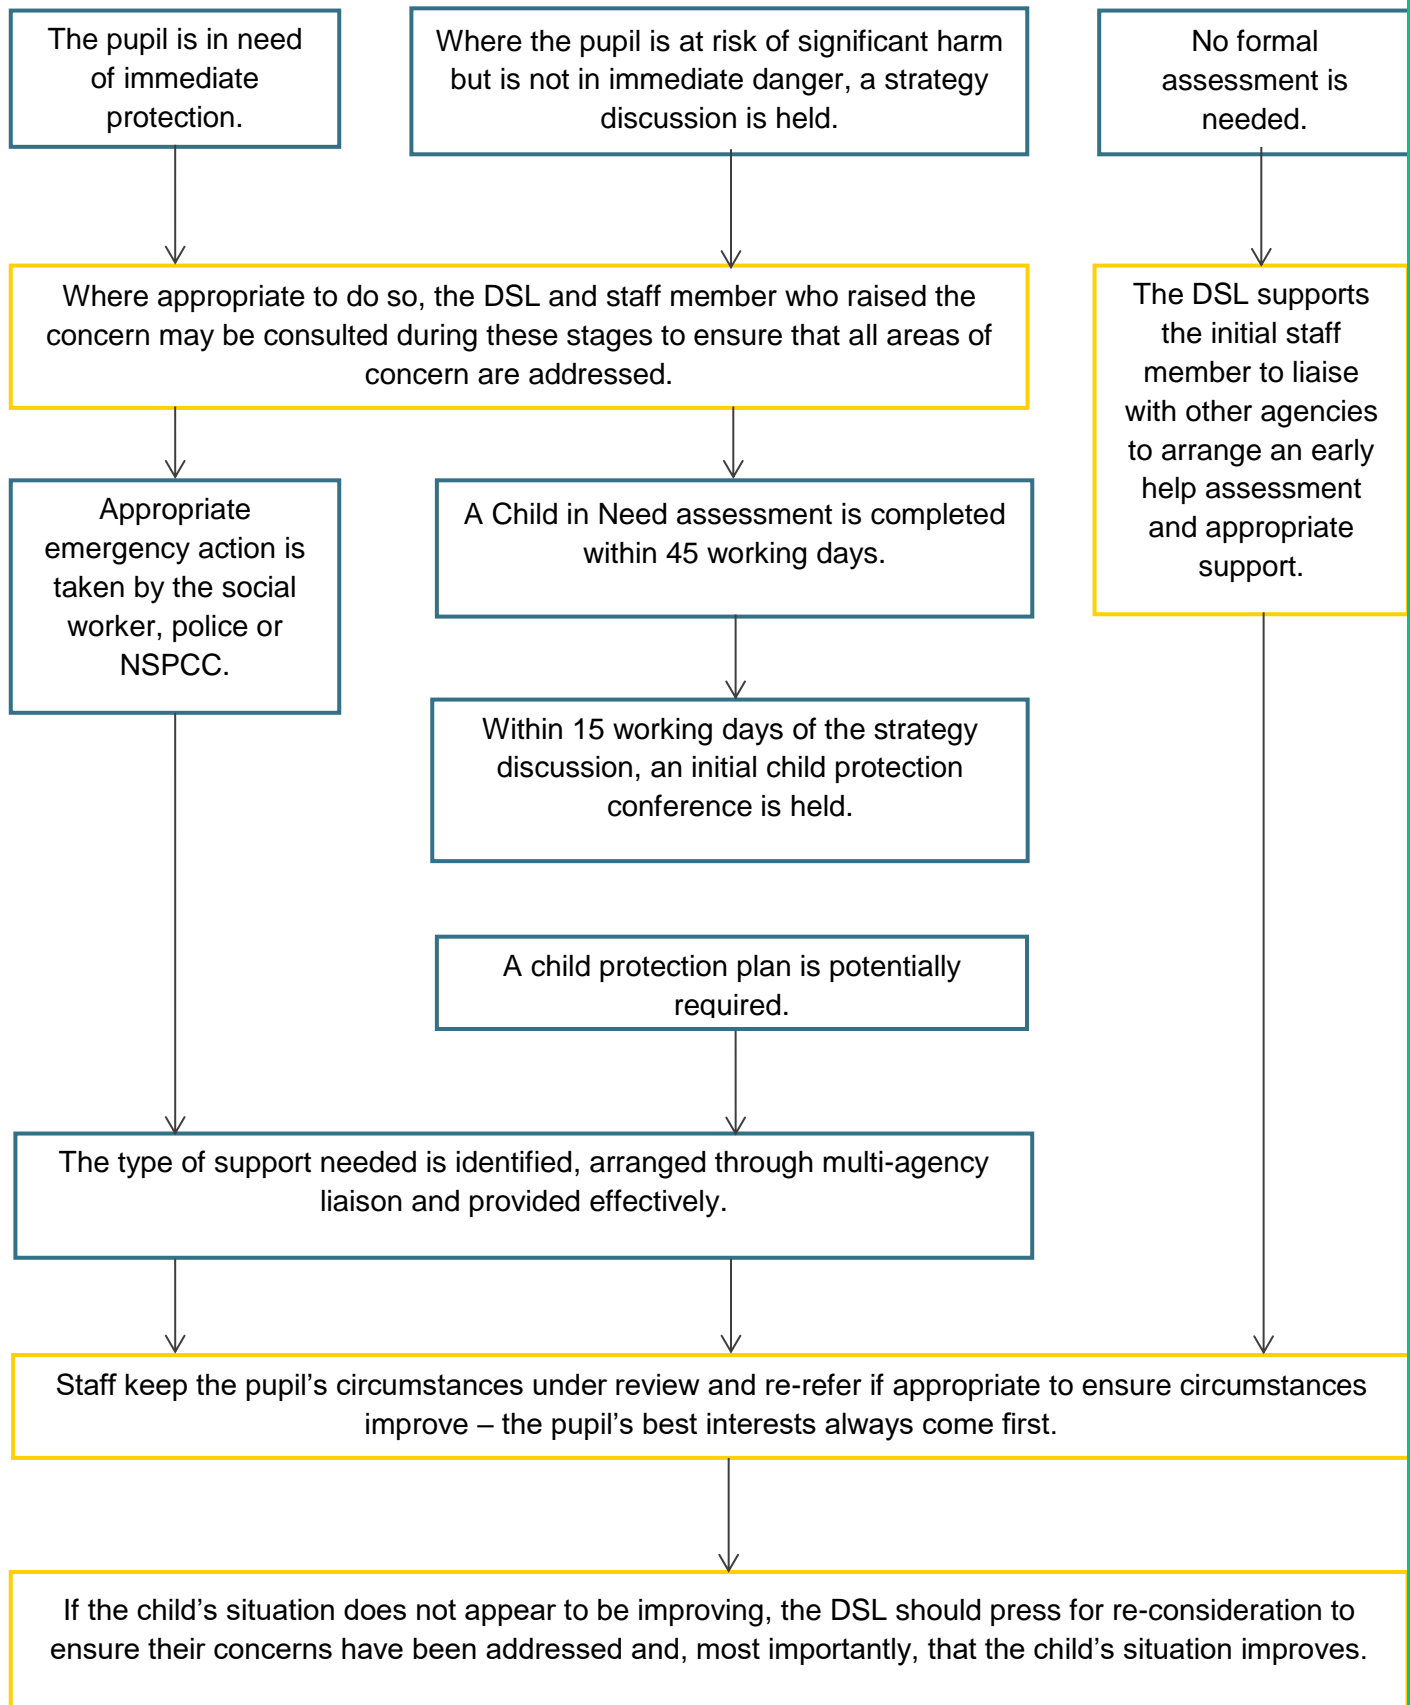 The pupil is in need
of immediate
protection.
Where the pupil is at risk of significant harm
but is not in immediate danger, a strategy
discussion is held.
No formal
assessment is
needed.
Where appropriate to do so, the DSL and staff member who raised the
concern may be consulted during these stages to ensure that all areas of
concern are addressed.
The DSL supports
the initial staff
member to liaise
with other agencies
to arrange an early
help assessment
and appropriate
support.
Appropriate
emergency action is
taken by the social
worker, police or
NSPCC.
A Child in Need assessment is completed
within 45 working days.
Within 15 working days of the strategy
discussion, an initial child protection
conference is held.
A child protection plan is potentially
required.
The type of support needed is identified, arranged through multi-agency
liaison and provided effectively.
Staff keep the pupil’s circumstances under review and re-refer if appropriate to ensure circumstances
improve – the pupil’s best interests always come first.
If the child’s situation does not appear to be improving, the DSL should press for re-consideration to
ensure their concerns have been addressed and, most importantly, that the child’s situation improves.